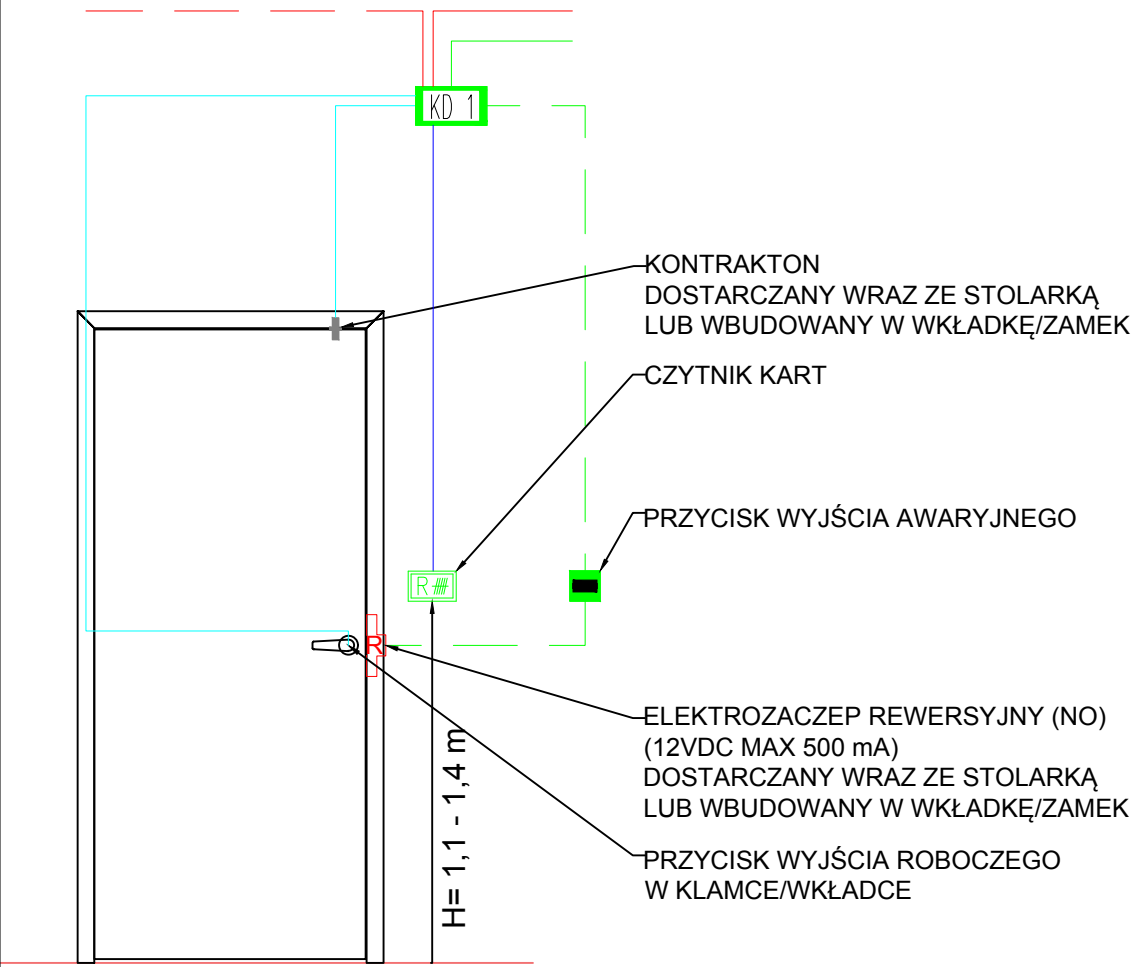 KD 1
KONTRAKTON
DOSTARCZANY WRAZ ZE STOLARKĄ
LUB WBUDOWANY W WKŁADKĘ/ZAMEK
CZYTNIK KART
PRZYCISK WYJŚCIA AWARYJNEGO
R
R
ELEKTROZACZEP REWERSYJNY (NO)
(12VDC MAX 500 mA)
DOSTARCZANY WRAZ ZE STOLARKĄ
LUB WBUDOWANY W WKŁADKĘ/ZAMEK
H= 1,1 - 1,4 m
PRZYCISK WYJŚCIA ROBOCZEGO
W KLAMCE/WKŁADCE